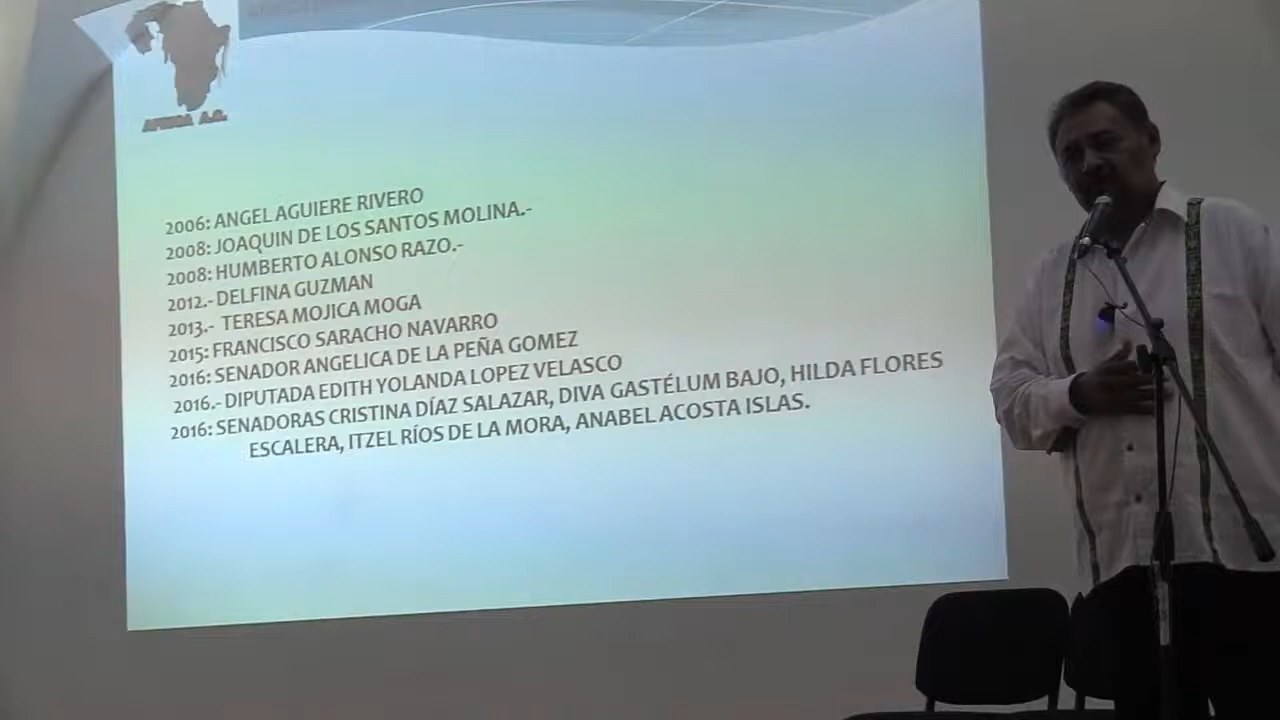 AFRICA A.C.
2006: ANGEL AGUIERE RIVERO
2008: JOAQUIN DE LOS SANTOS MOLINA.-
2008: HUMBERTO ALONSO RAZO.-
2012.- DELFINA GUZMAN
2013.- TERESA MOJICA MOGA
2015: FRANCISCO SARACHO NAVARRO
2016: SENADOR ANGELICA DE LA PEÑA GOMEZ
2016.- DIPUTADA EDITH YOLANDA LOPEZ VELASCO
2016: SENADORAS CRISTINA DÍAZ SALAZAR, DIVA GASTÉLUM BAJO, HILDA FLORES
ESCALERA, ITZEL RÍOS DE LA MORA, ANABEL ACOSTA ISLAS.